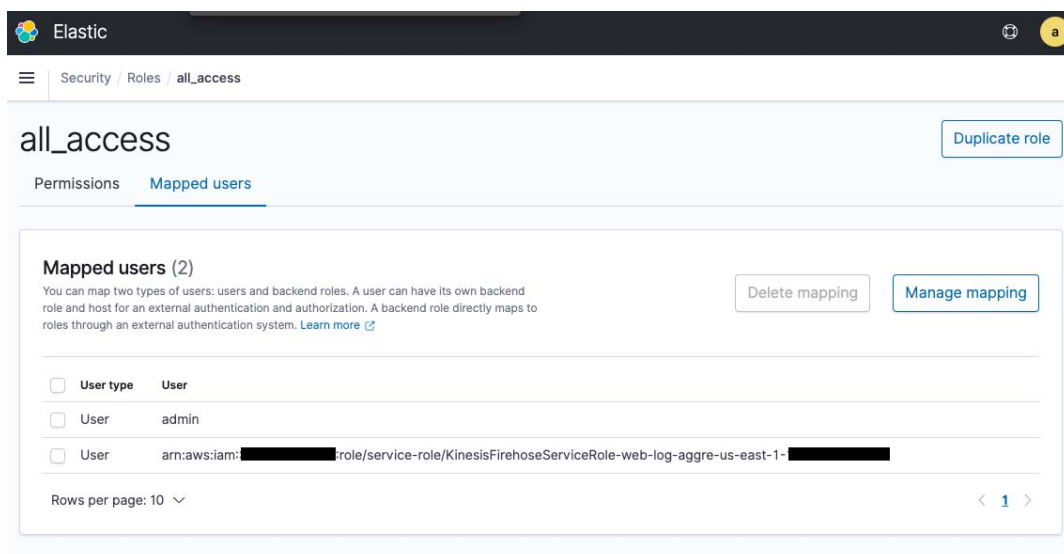 Elastic
a
Security / Roles / all_access
all_access
Duplicate role
Permissions Mapped users
Mapped users (2)
You can map two types of users: users and backend roles. A user can have its own backend
role and host for an external authentication and authorization. A backend role directly maps to
roles through an external authentication system. Learn more
Delete mapping
Manage mapping
User type User
User admin
User arn:aws:iam: :role/service-role/KinesisFirehoseServiceRole-web-log-aggre-us-east-1-
Rows per page: 10
< 1 >